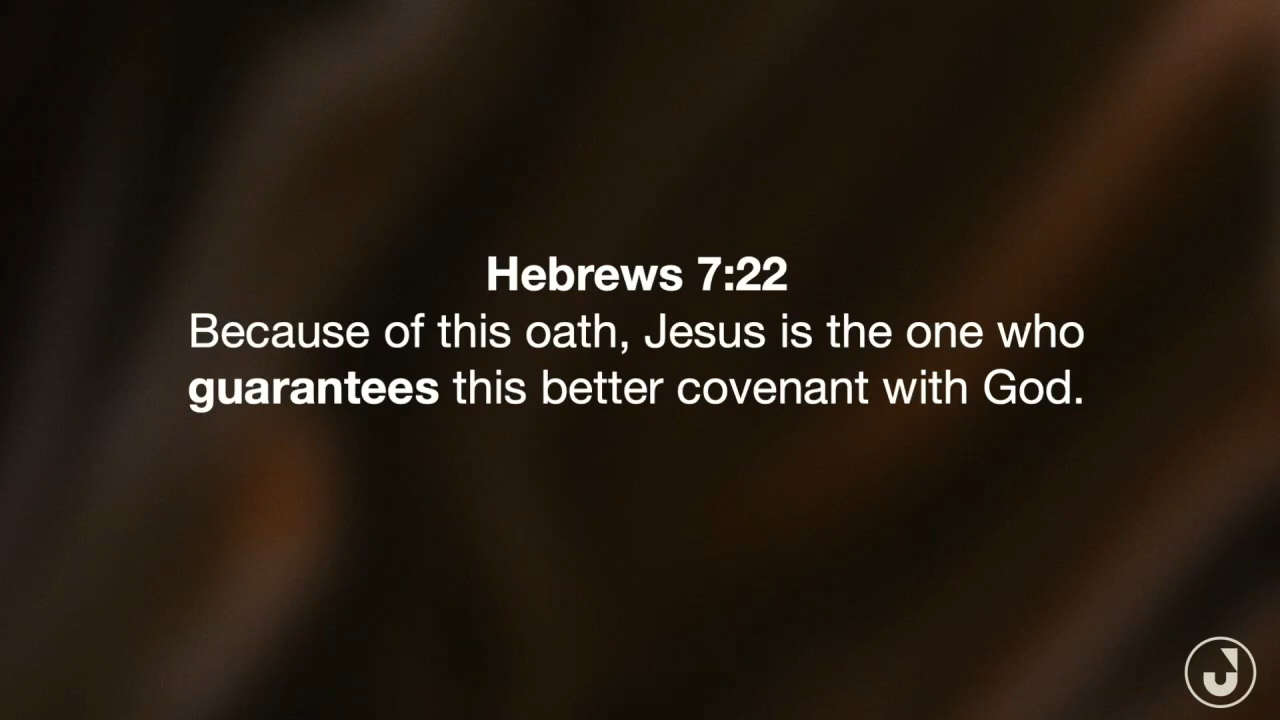 Hebrews 7:22
Because of this oath, Jesus is the one who
guarantees this better covenant with God.